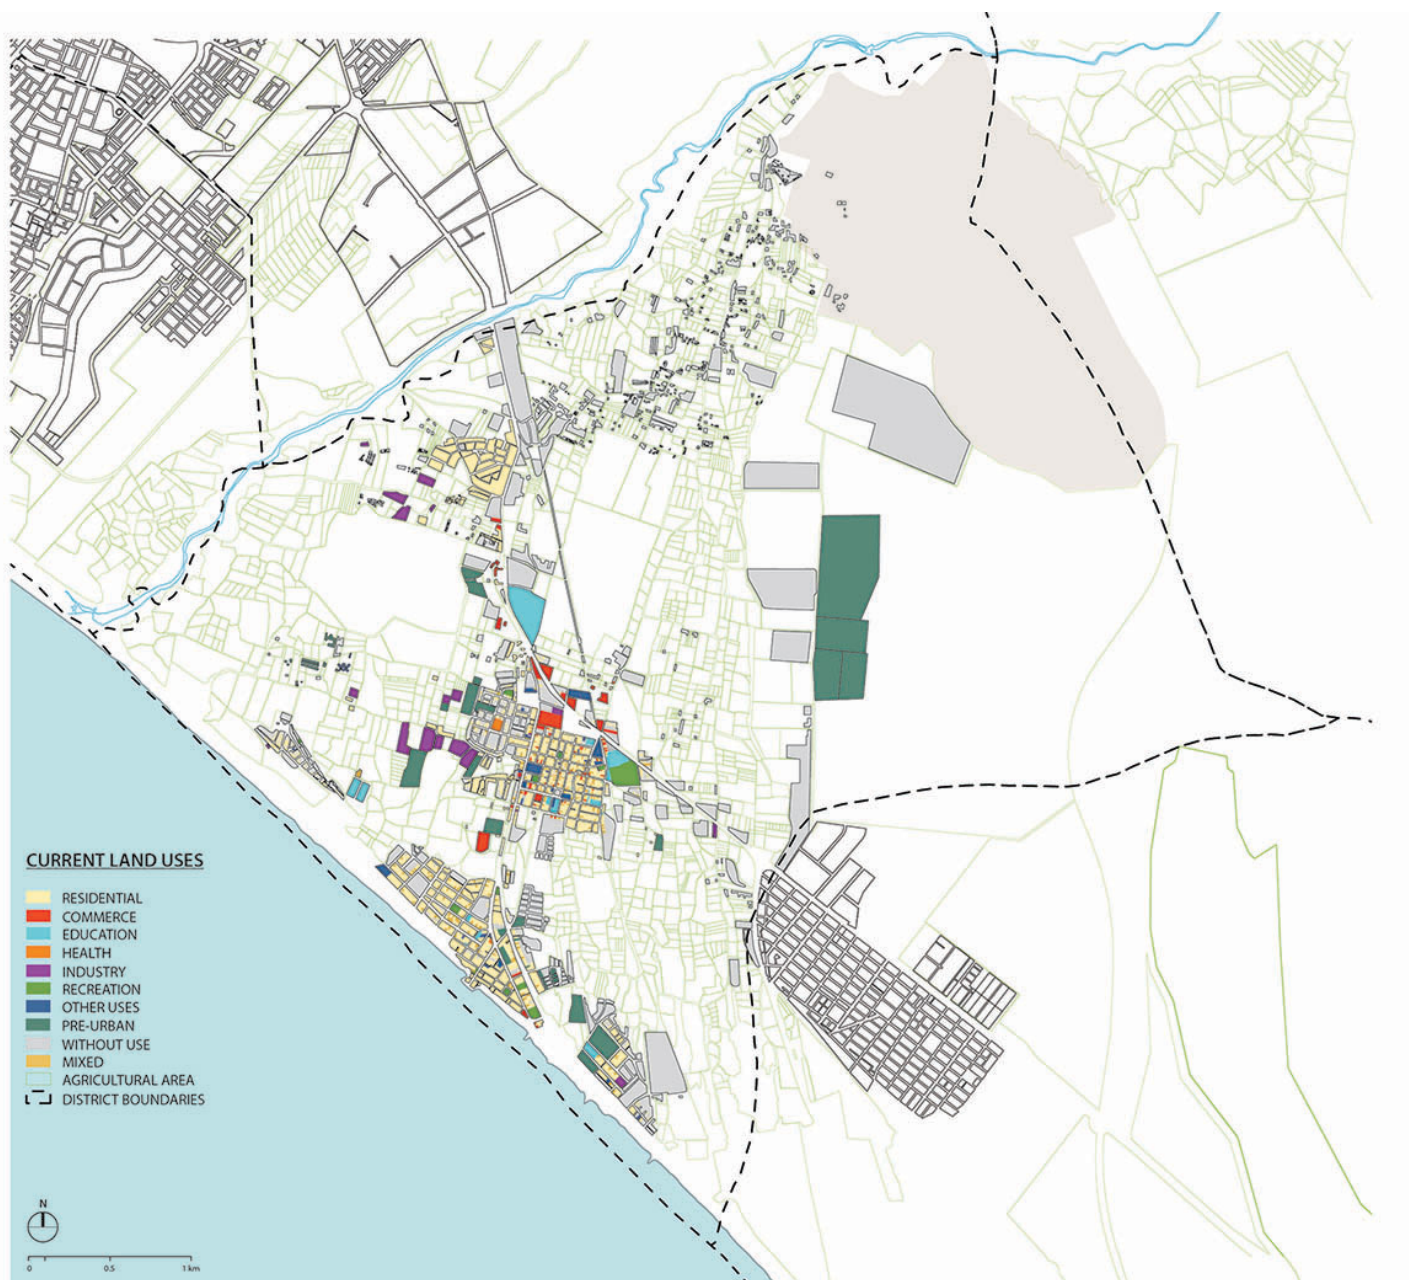 CURRENT LAND USES
RESIDENTIAL
COMMERCE
EDUCATION
HEALTH
INDUSTRY
RECREATION
OTHER USES
PRE-URBAN
WITHOUT USE
MIXED
AGRICULTURAL AREA
DISTRICT BOUNDARIES
N
0 0.5 1 km